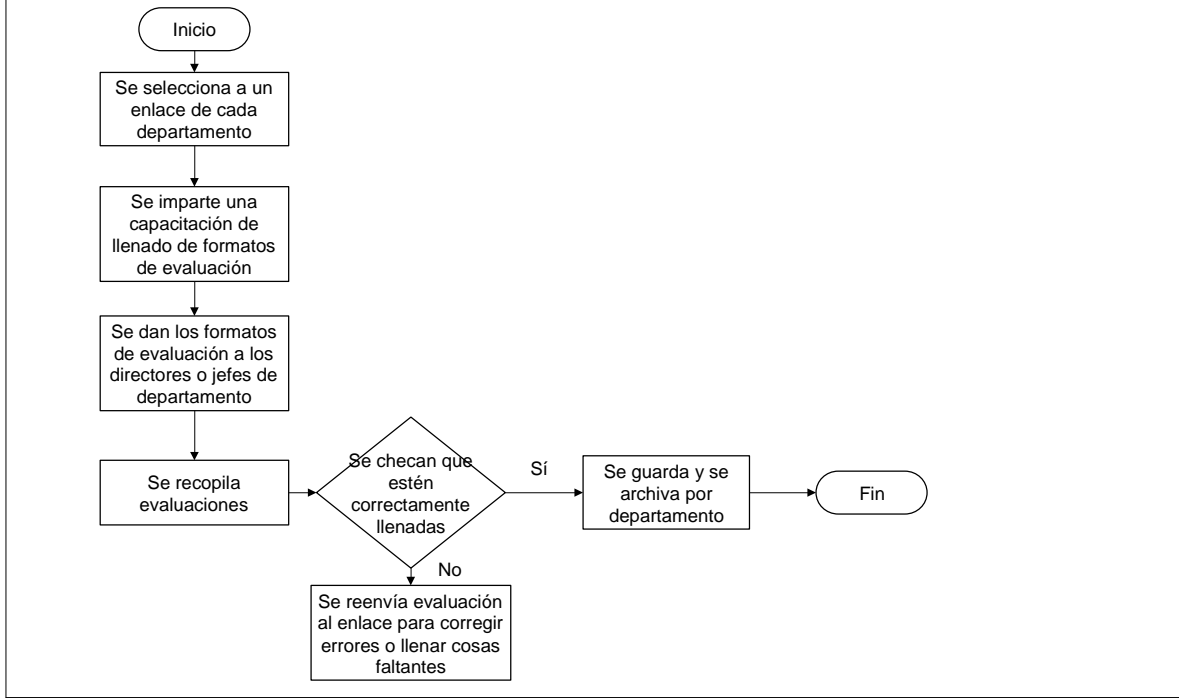 Inicio
Se selecciona a un
enlace de cada
departamento
Se imparte una
capacitación de
llenado de formatos
de evaluación
Se dan los formatos
de evaluación a los
directores o jefes de
departamento
Se recopila
evaluaciones
Se checan que
estén
correctamente
llenadas
Sí
Se guarda y se
archiva por
departamento
Fin
No
Se reenvía evaluación
al enlace para corregir
errores o llenar cosas
faltantes